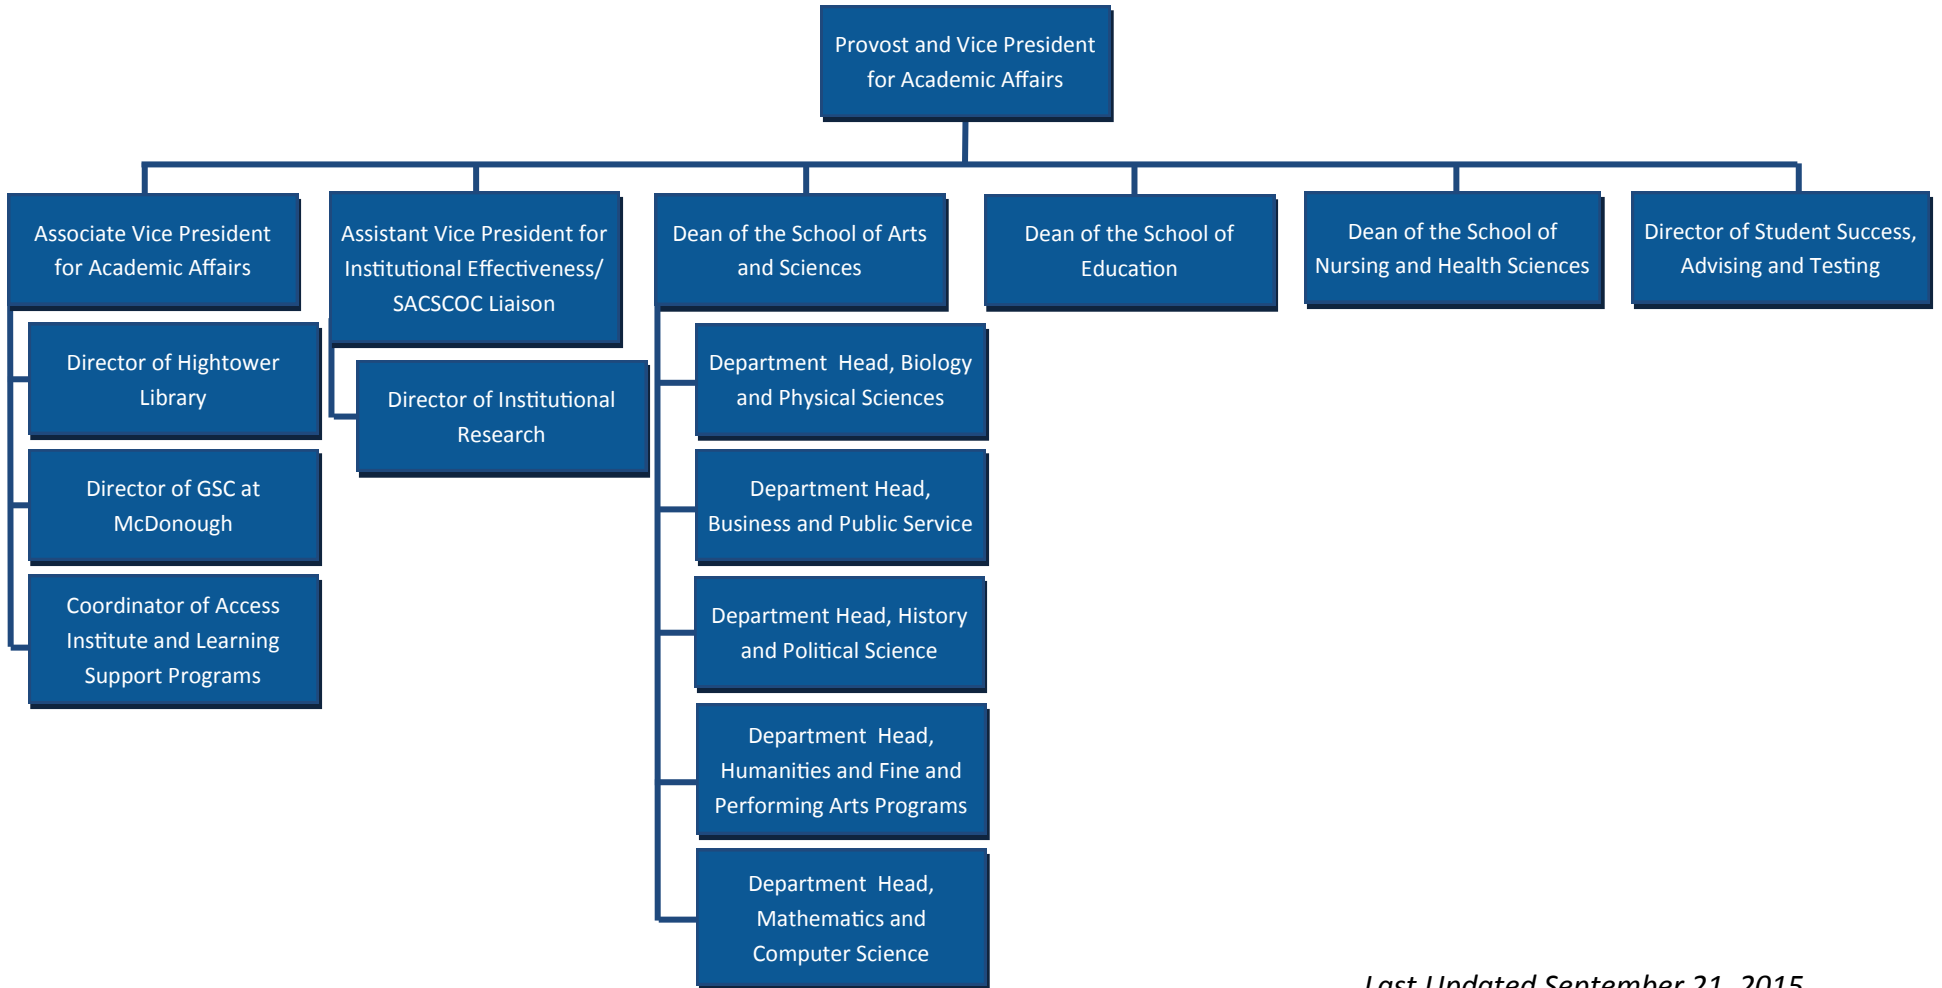 Provost and Vice President
for Academic Affairs
Associate Vice President
for Academic Affairs
Assistant Vice President for
Institutional Effectiveness/
SACSCOC Liaison
Dean of the School of Arts
and Sciences
Dean of the School of
Education
Dean of the School of
Nursing and Health Sciences
Director of Student Success,
Advising and Testing
Director of Hightower
Library
Director of GSC at
McDonough
Coordinator of Access
Institute and Learning
Support Programs
Director of Institutional
Research
Department Head, Biology
and Physical Sciences
Department Head,
Business and Public Service
Department Head, History
and Political Science
Department Head,
Humanities and Fine and
Performing Arts Programs
Department Head,
Mathematics and
Computer Science
Last Updated September 21, 2015